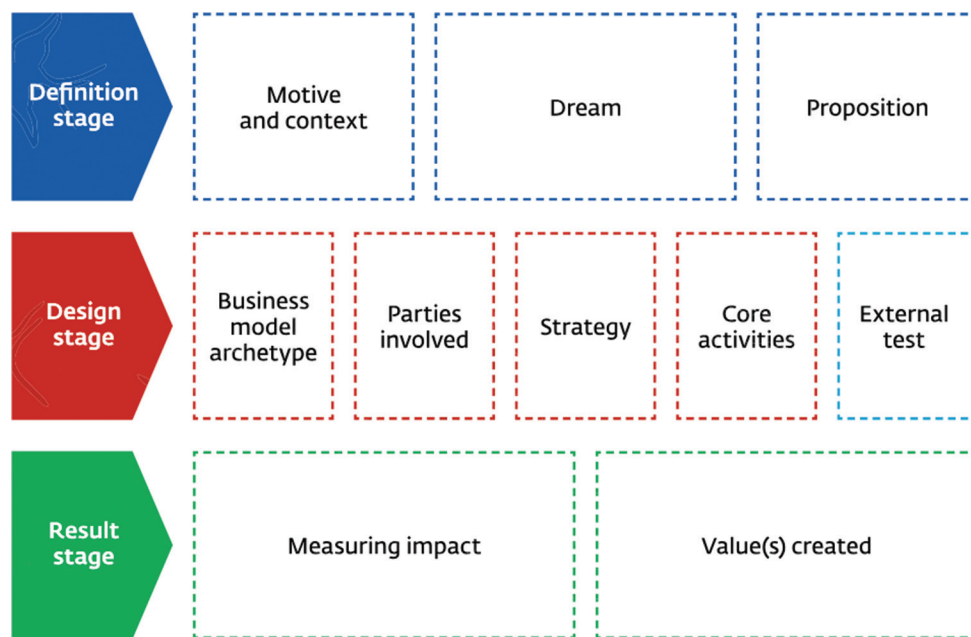 Definition
stage
Motive
and context
Dream
Proposition
Design
stage
Business
model
archetype
Parties
involved
Strategy
Core
activities
External
test
Result
stage
Measuring impact
Value(s) created